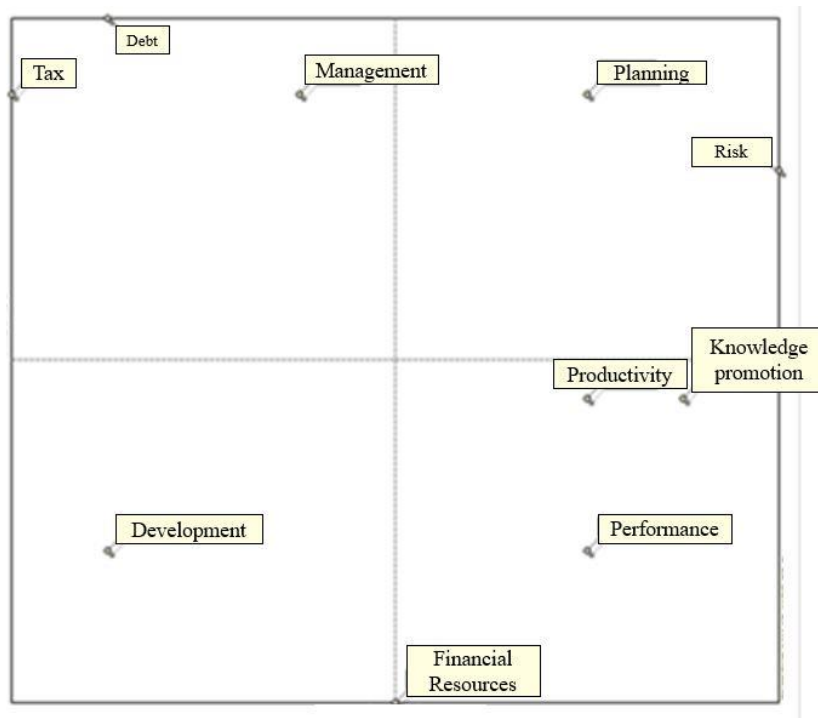 Debt
Tax
Management
Planning
Risk
Knowledge
promotion
Productivity
Development
Performance
Financial
Resources